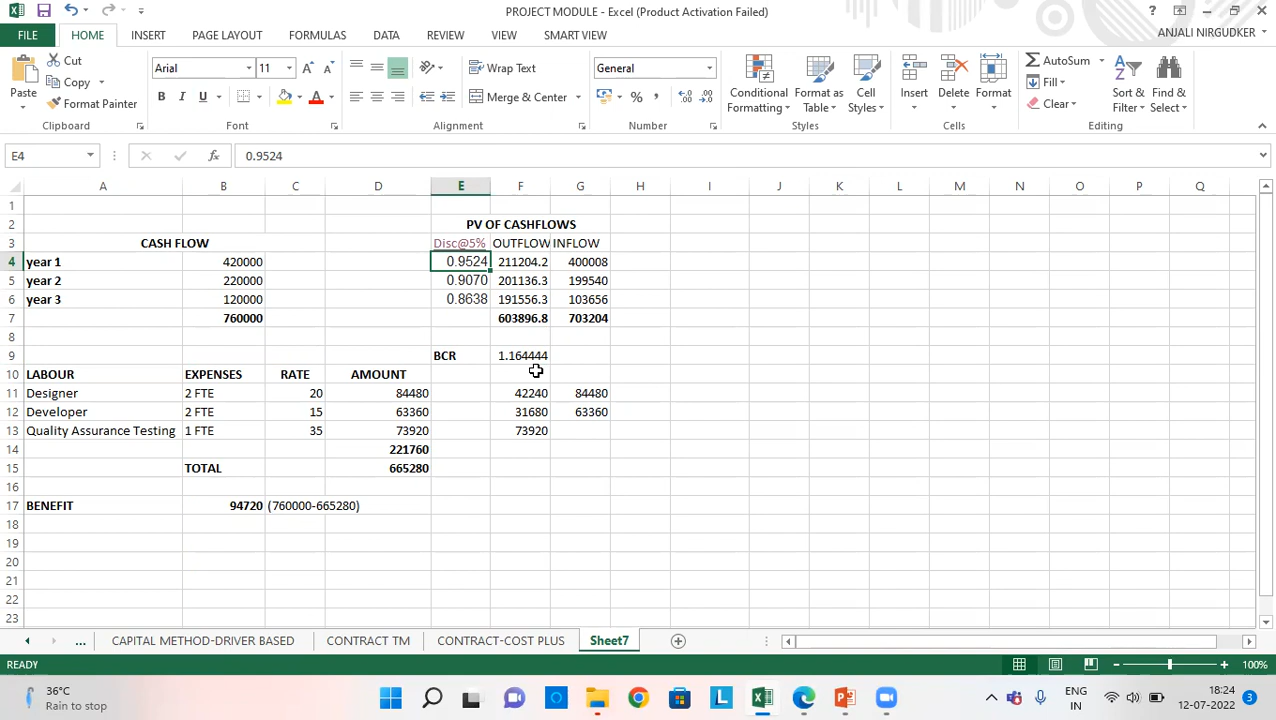 PROJECT MODULE - Excel (Product Activation Failed)
FILE HOME INSERT PAGE LAYOUT FORMULAS DATA REVIEW VIEW SMART VIEW ANJALI NIRGUDKER
Paste
Cut
Copy
Format Painter
Clipboard
Arial 11
B I U A
Font
Wrap Text
Merge & Center
Alignment
General
% ,
Number
Conditional Formatting
Format as Table
Cell Styles
Styles
Insert Delete Format
Cells
AutoSum
Fill
Clear
Sort & Filter
Find & Select
Editing
E4 fx 0.9524
A B C D E F G H I J K L M N O P Q
1
2 PV OF CASHFLOWS
3 CASH FLOW Disc@5% OUTFLOW INFLOW
4 year 1 420000 0.9524 211204.2 400008
5 year 2 220000 0.9070 201136.3 199540
6 year 3 120000 0.8638 191556.3 103656
7 760000 603896.8 703204
8
9 BCR 1.164444
10 LABOUR EXPENSES RATE AMOUNT
11 Designer 2 FTE 20 84480 42240 84480
12 Developer 2 FTE 15 63360 31680 63360
13 Quality Assurance Testing 1 FTE 35 73920 73920
14 221760
15 TOTAL 665280
16
17 BENEFIT 94720 (760000-665280)
18
19
20
21
22
23
... CAPITAL METHOD-DRIVER BASED CONTRACT TM CONTRACT-COST PLUS Sheet7
READY 100%
36°C
Rain to stop
ENG
IN
18:24
12-07-2022
3